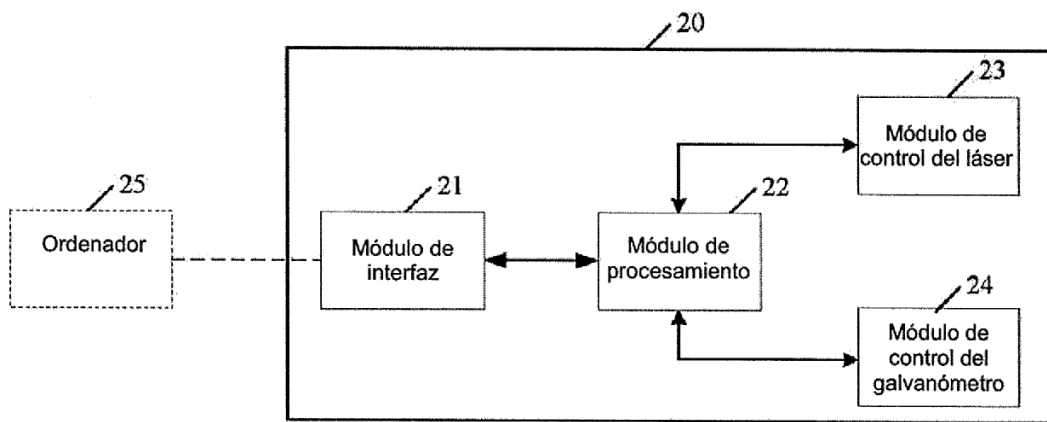 20
23
Módulo de
control del láser
25
Ordenador
21
Módulo de
interfaz
22
Módulo de
procesamiento
24
Módulo de
control del
galvanómetro